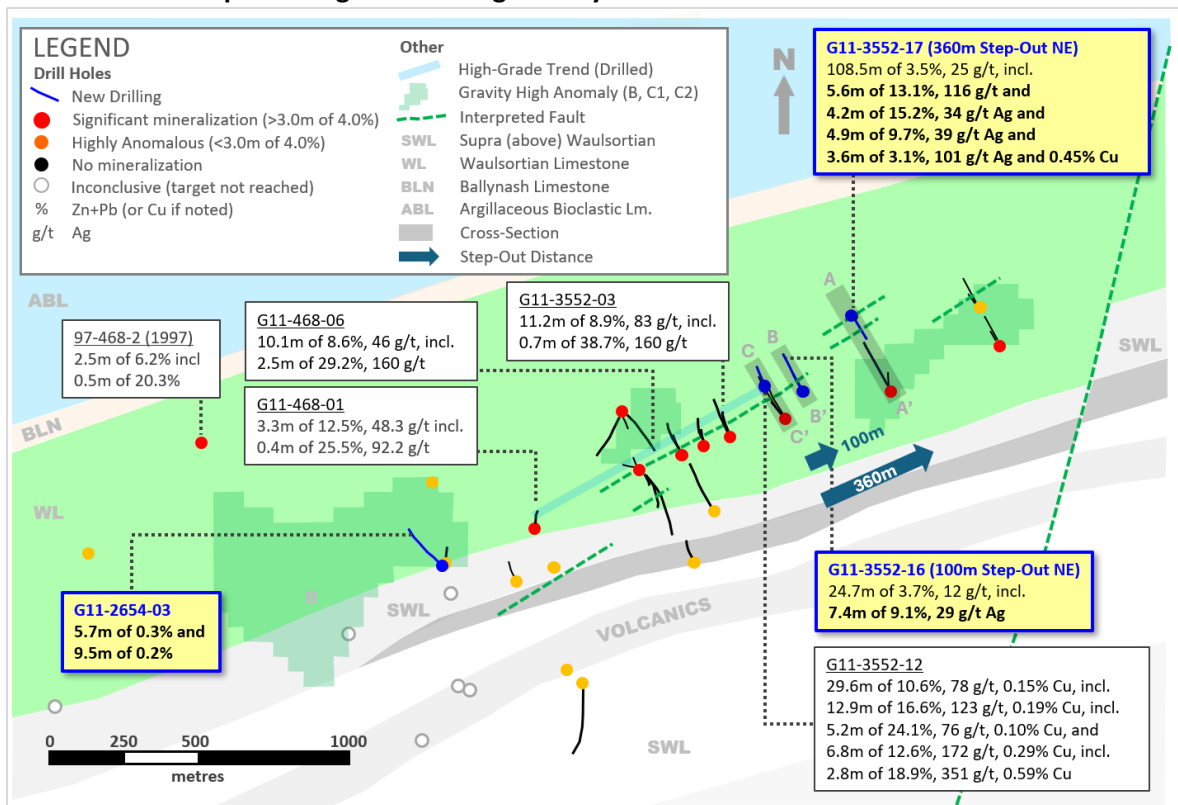 LEGEND
Drill Holes
New Drilling
Significant mineralization (>3.0m of 4.0%)
Highly Anomalous (<3.0m of 4.0%)
No mineralization
Inconclusive (target not reached)
% Zn+Pb (or Cu if noted)
g/t Ag
Other
High-Grade Trend (Drilled)
Gravity High Anomaly (B, C1, C2)
Interpreted Fault
SWL Supra (above) Waulsortian
WL Waulsortian Limestone
BLN Ballynash Limestone
ABL Argillaceous Bioclastic Lm.
Cross-Section
Step-Out Distance
N
G11-3552-17 (360m Step-Out NE)
108.5m of 3.5%, 25 g/t, incl.
5.6m of 13.1%, 116 g/t and
4.2m of 15.2%, 34 g/t Ag and
4.9m of 9.7%, 39 g/t Ag and
3.6m of 3.1%, 101 g/t Ag and 0.45% Cu
ABL
97-468-2 (1997)
2.5m of 6.2% incl
0.5m of 20.3%
G11-468-06
10.1m of 8.6%, 46 g/t, incl.
2.5m of 29.2%, 160 g/t
G11-3552-03
11.2m of 8.9%, 83 g/t, incl.
0.7m of 38.7%, 160 g/t
G11-468-01
3.3m of 12.5%, 48.3 g/t incl.
0.4m of 25.5%, 92.2 g/t
A
B
C
A'
B'
C'
SWL
BLN
100m
360m
WL
B
SWL
VOLCANICS
G11-2654-03
5.7m of 0.3% and
9.5m of 0.2%
G11-3552-16 (100m Step-Out NE)
24.7m of 3.7%, 12 g/t, incl.
7.4m of 9.1%, 29 g/t Ag
G11-3552-12
29.6m of 10.6%, 78 g/t, 0.15% Cu, incl.
12.9m of 16.6%, 123 g/t, 0.19% Cu, incl.
5.2m of 24.1%, 76 g/t, 0.10% Cu, and
6.8m of 12.6%, 172 g/t, 0.29% Cu, incl.
2.8m of 18.9%, 351 g/t, 0.59% Cu
SWL
0 250 500 1000
metres